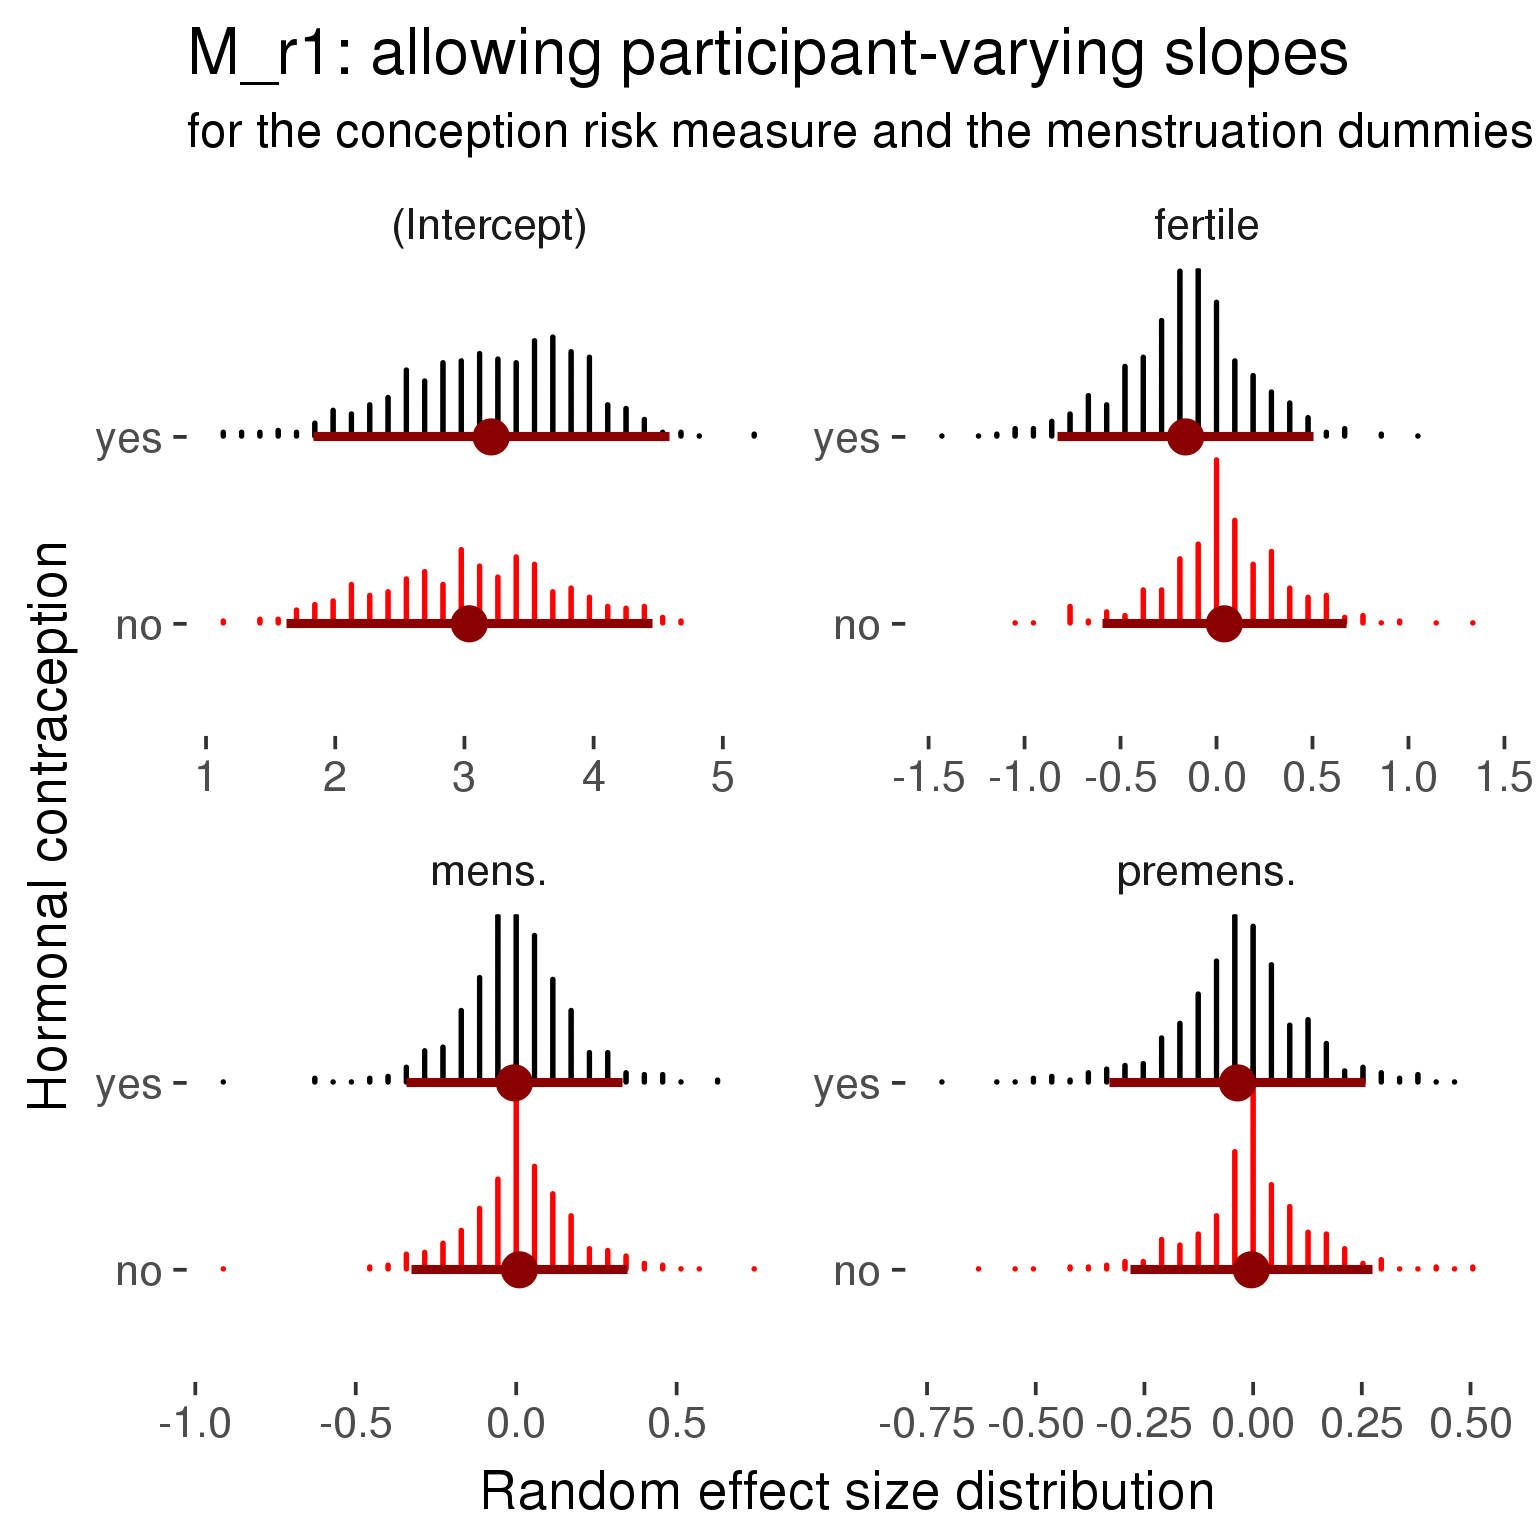 M_r1: allowing participant-varying slopes
for the conception risk measure and the menstruation dummies
(Intercept)
fertile
yes
no
yes
no
1 2 3 4 5
-1.5 -1.0 -0.5 0.0 0.5 1.0 1.5
Hormonal contraception
mens.
premens.
yes
no
yes
no
-1.0 -0.5 0.0 0.5
-0.75 -0.50 -0.25 0.00 0.25 0.50
Random effect size distribution